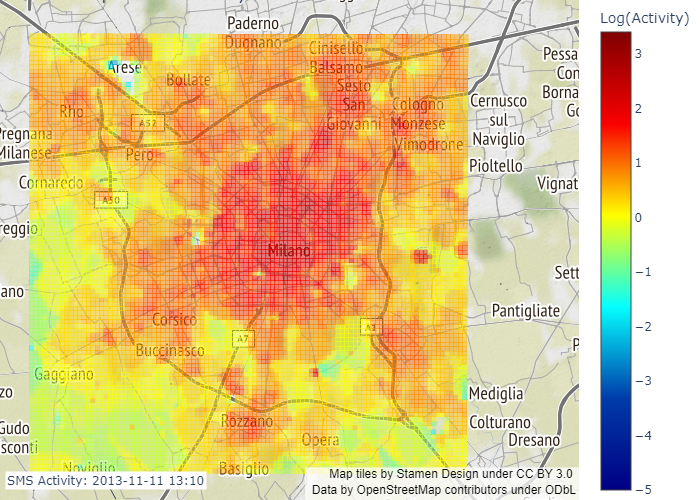 Log(Activity)
Paderno
Dugnano
Cinisello
Balsamo
Pessa
Arese
Bollate
Sesto
San
Giovanni
Con
Borna
Go
Rho
A52
Cologno
Monzese
Cernusco
sul
Naviglio
Pregnana
Milanese
Pero
Vimodrone
Pioltello
Cornaredo
Vignat
A50
reggio
Milano
Sett
ano
Pantigliate
Corsico
A7
A1
P
Buccinasco
Gaggiano
zo
Mediglia
Rozzano
Colturano
Gudo
sconti
Opera
Dresano
Noviglio
Basiglio
3
2
1
0
−1
−2
−3
−4
−5
SMS Activity: 2013-11-11 13:10
Map tiles by Stamen Design under CC BY 3.0
Data by OpenStreetMap contributors under ODbL